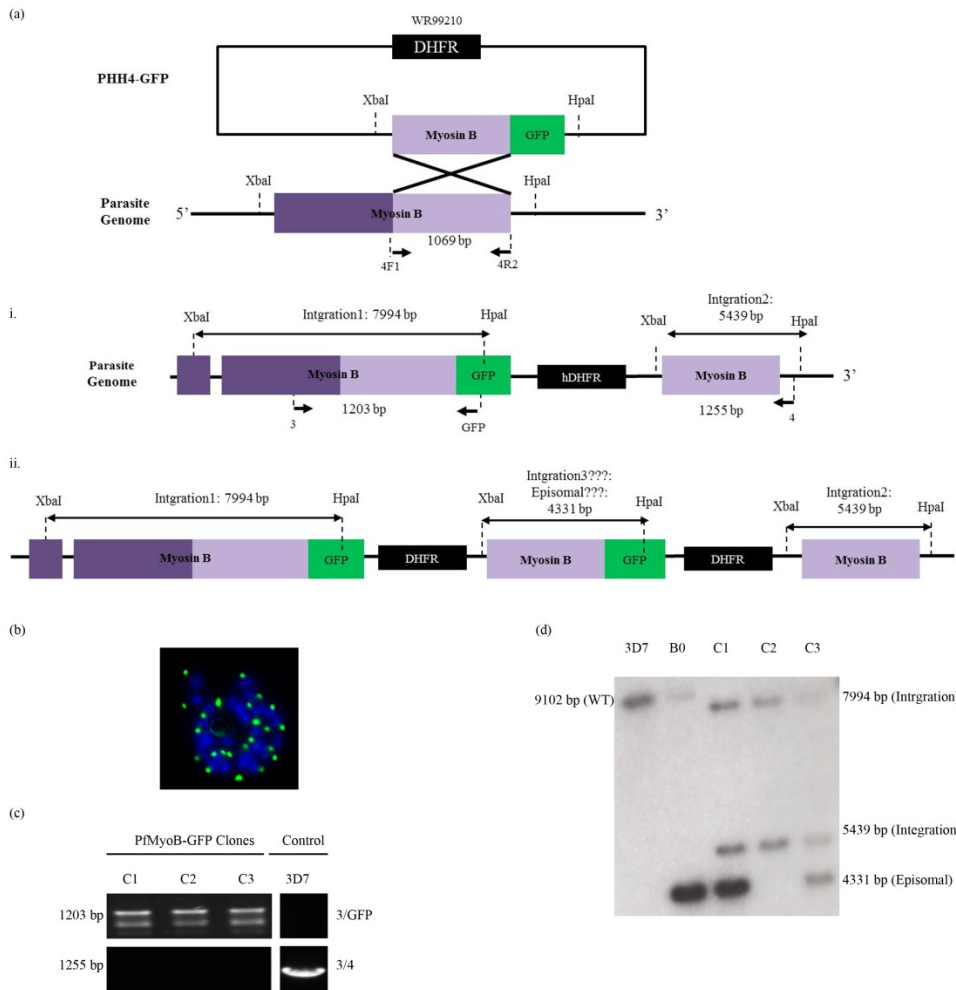 (a)
WR99210
DHFR
PHH4-GFP
XbaI
HpaI
Myosin B
GFP
XbaI
HpaI
Parasite
Genome
5’
Myosin B
3’
1069 bp
4F1
4R2
i.
XbaI
Intgration1: 7994 bp
HpaI
XbaI
Intgration2:
5439 bp
HpaI
Parasite
Genome
Myosin B
GFP
hDHFR
Myosin B
3’
3
1203 bp
GFP
1255 bp
4
ii.
XbaI
Intgration1: 7994 bp
HpaI
XbaI
Intgration3???:
Episomal???:
4331 bp
HpaI
XbaI
Intgration2:
5439 bp
HpaI
Myosin B
GFP
DHFR
Myosin B
GFP
DHFR
Myosin B
(b)
(c)
PfMyoB-GFP Clones
Control
C1 C2 C3 3D7
1203 bp
3/GFP
1255 bp
3/4
(d)
3D7 B0 C1 C2 C3
9102 bp (WT)
7994 bp (Intrgration
5439 bp (Integration
4331 bp (Episomal)